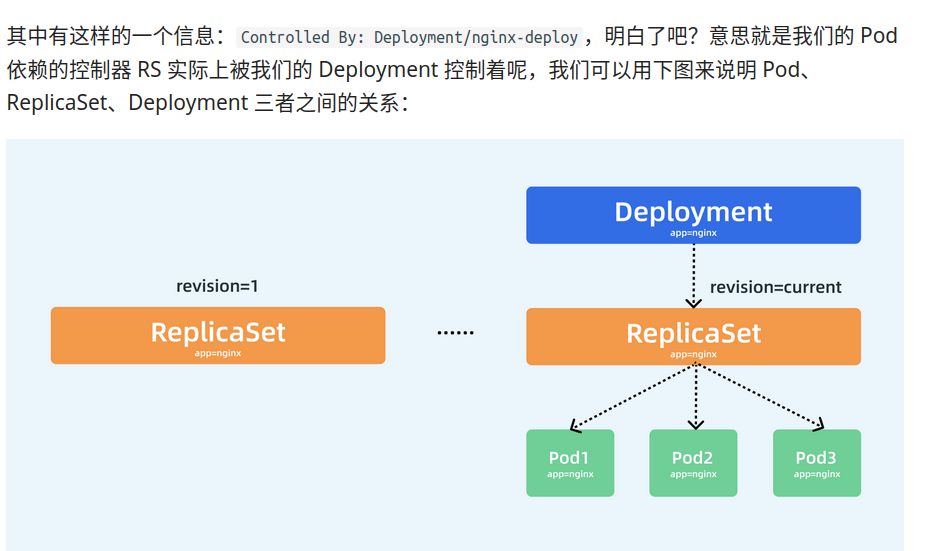 其中有这样的一个信息：Controlled By: Deployment/nginx-deploy，明白了吧？意思就是我们的 Pod
依赖的控制器 RS 实际上被我们的 Deployment 控制着呢，我们可以用下图来说明 Pod、
ReplicaSet、Deployment 三者之间的关系：
Deployment
app=nginx
revision=1
revision=current
ReplicaSet
app=nginx
......
ReplicaSet
app=nginx
Pod1
app=nginx
Pod2
app=nginx
Pod3
app=nginx